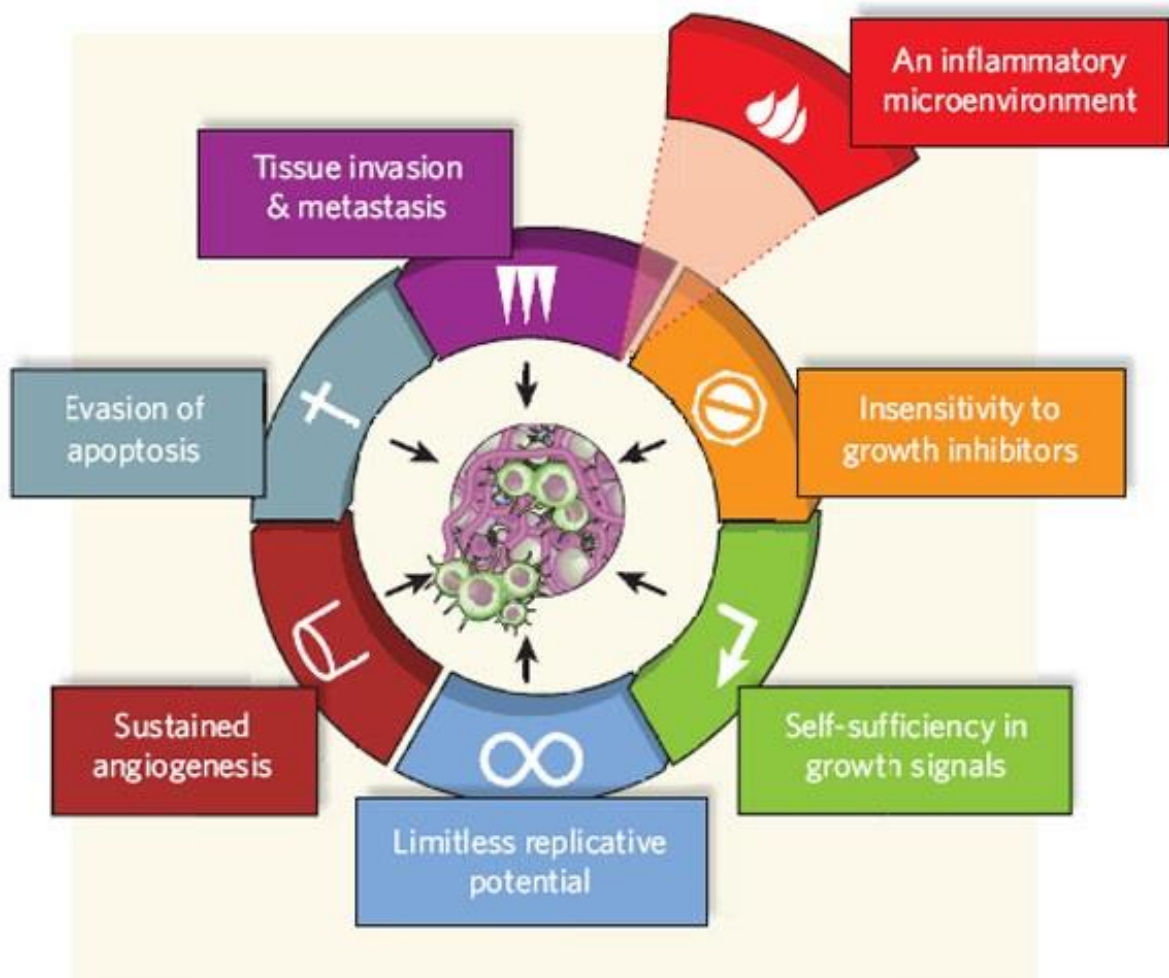 An inflammatory
microenvironment
Tissue invasion
& metastasis
Evasion of
apoptosis
Insensitivity to
growth inhibitors
Sustained
angiogenesis
Self-sufficiency in
growth signals
Limitless replicative
potential